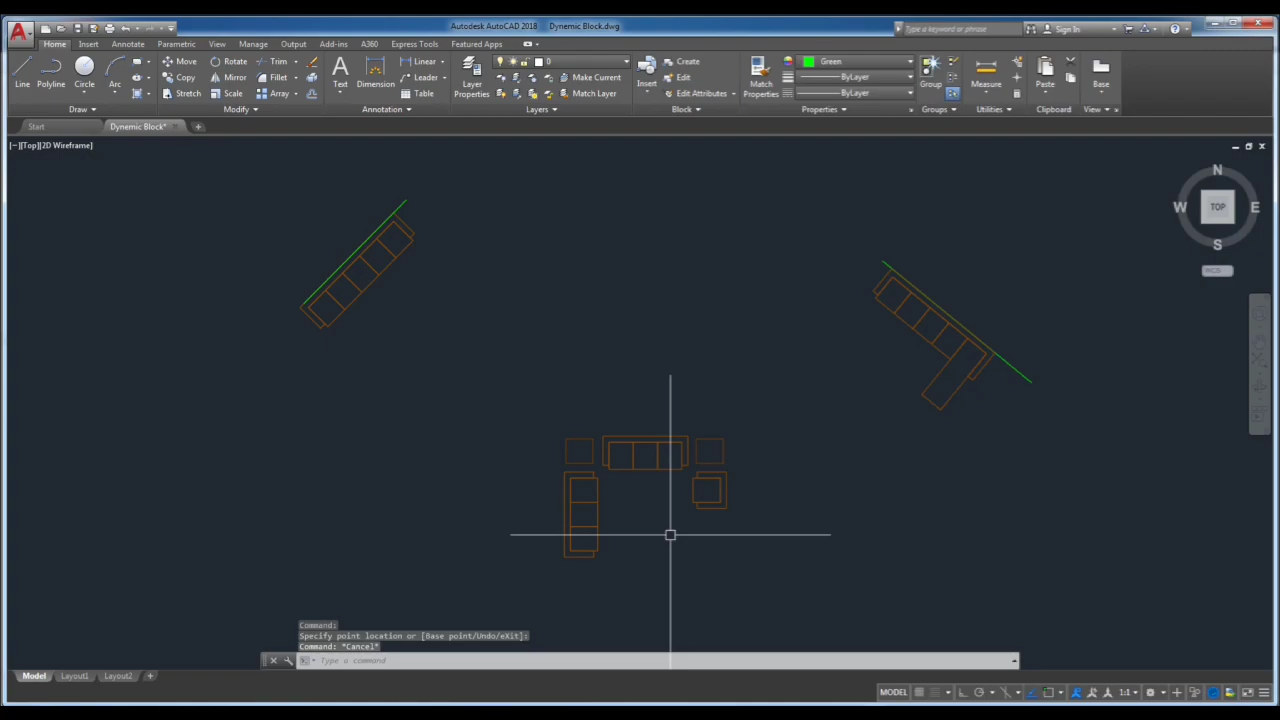 Autodesk AutoCAD 2018 Dynemic Block.dwg
Type a keyword or phrase
Sign In
Home Insert Annotate Parametric View Manage Output Add-ins A360 Express Tools Featured Apps
Line Polyline Circle Arc
Move Rotate Trim
Copy Mirror Fillet
Stretch Scale Array
Text Dimension
Linear
Leader
Table
Layer Properties
0
Make Current
Match Layer
Insert
Create
Edit
Edit Attributes
Match Properties
Green
ByLayer
ByLayer
Group
Measure
Paste
Base
Draw Modify Annotation Layers Block Properties Groups Utilities Clipboard View
Start Dynemic Block*
[−][Top][2D Wireframe]
N
W TOP E
S
WCS
Command:
Specify point location or [Base point/Undo/eXit]:
Command: *Cancel*
Type a command
Model Layout1 Layout2
MODEL 1:1